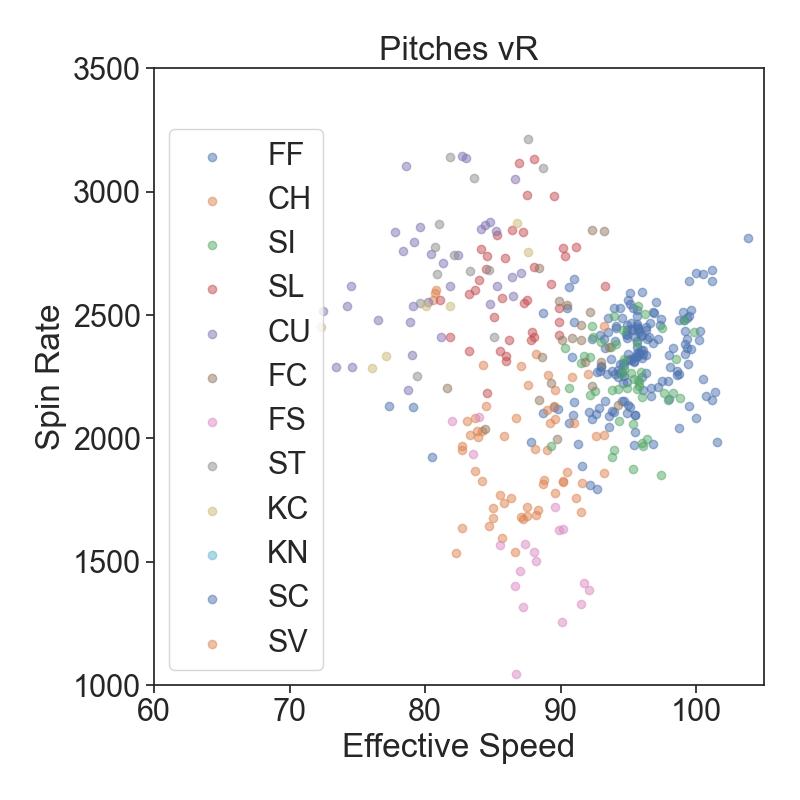 Pitches vR
3500
3000
2500
2000
1500
1000
Spin Rate
FF
CH
SI
SL
CU
FC
FS
ST
KC
KN
SC
SV
60 70 80 90 100
Effective Speed